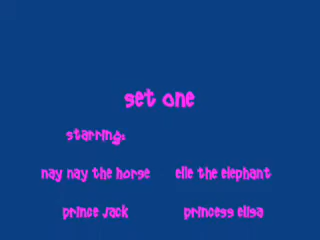 set one
starring:
nay nay the horse elle the elephant
prince jack princess elisa